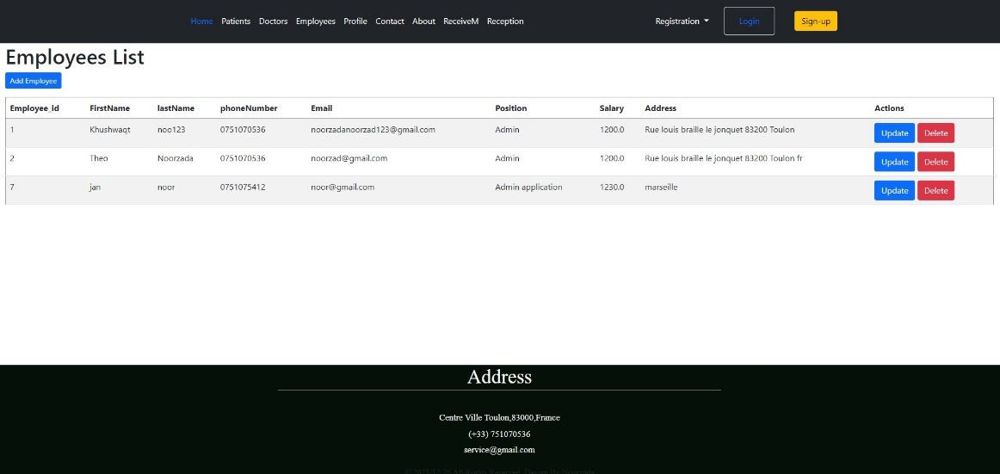 Home Patients Doctors Employees Profile Contact About ReceiveM Reception Registration Login Sign-up
Employees List
Add Employee
Employee_id FirstName lastName phoneNumber Email Position Salary Address Actions
1 Khushwaqt noo123 0751070536 noorzadanoorzad123@gmail.com Admin 1200.0 Rue louis braille le jonquet 83200 Toulon Update Delete
2 Theo Noorzada 0751070536 noorzad@gmail.com Admin 1200.0 Rue louis braille le jonquet 83200 Toulon fr Update Delete
7 jan noor 0751075412 noor@gmail.com Admin application 1230.0 marseille Update Delete
Address
Centre Ville Toulon,83000,France
(+33) 751070536
service@gmail.com